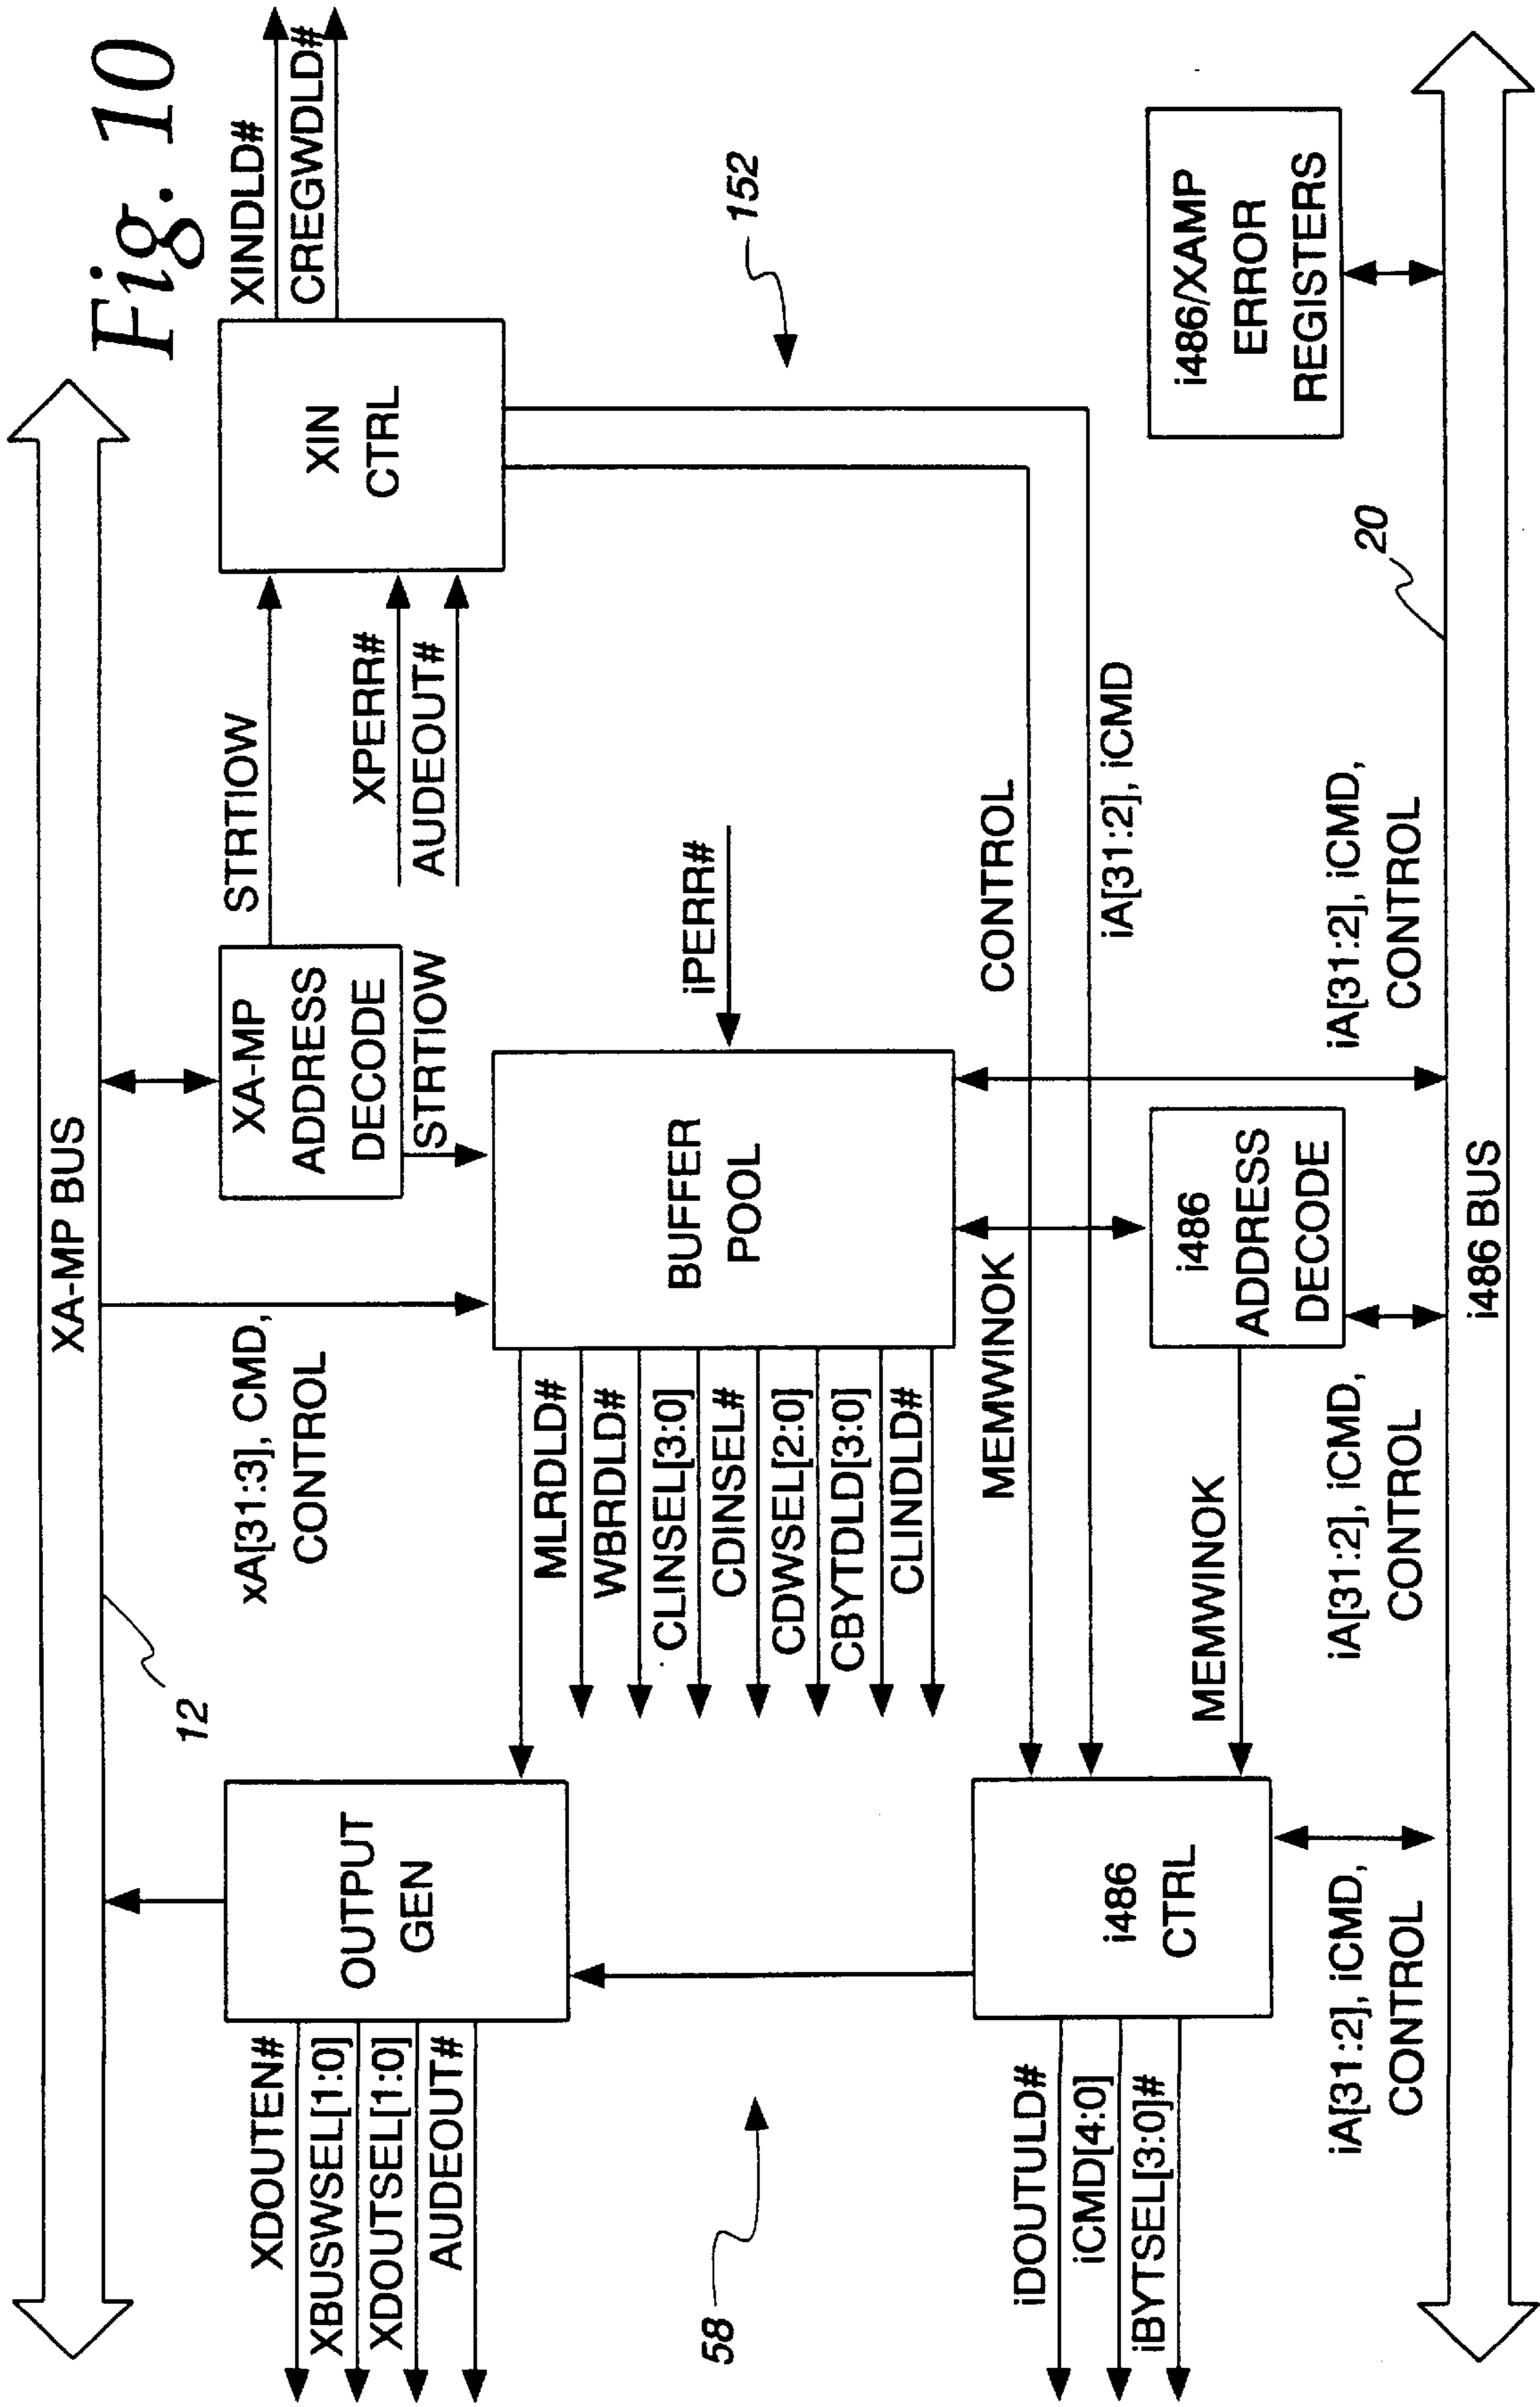 Fig. 10
XA-MP BUS
12
xA[31:3], CMD,
CONTROL
XA-MP
ADDRESS
DECODE
STRTIOW
STRTIOW
XPERR#
AUDEOUT#
XIN
CTRL
XINDLD#
CREGWDLD#
152
OUTPUT
GEN
XDOUTEN#
XBUSWSEL[1:0]
XDOUTSEL[1:0]
AUDEOUT#
MLRDLD#
WBRDLD#
CLINSEL[3:0]
CDINSEL#
CDWSEL[2:0]
CBYTDLD[3:0]
CLINDLD#
BUFFER
POOL
iPERR#
58
CONTROL
iA[31:2], iCMD
MEMWINOK
MEMWINOK
i486
CTRL
iDOUTULD#
iCMD[4:0]
iBYTSEL[3:0]#
i486
ADDRESS
DECODE
i486/XAMP
ERROR
REGISTERS
iA[31:2], iCMD,
CONTROL
iA[31:2], iCMD,
CONTROL
iA[31:2], iCMD,
CONTROL
20
i486 BUS